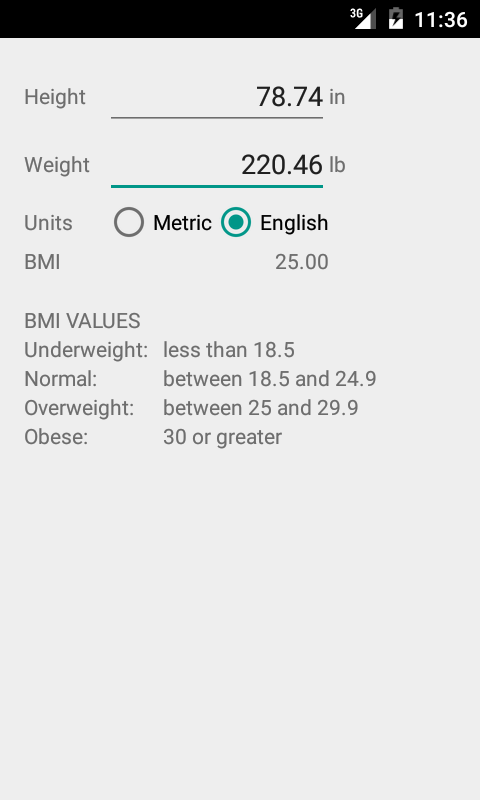 3G 11:36
Height 78.74 in
Weight 220.46 lb
Units Metric English
BMI 25.00
BMI VALUES
Underweight: less than 18.5
Normal: between 18.5 and 24.9
Overweight: between 25 and 29.9
Obese: 30 or greater